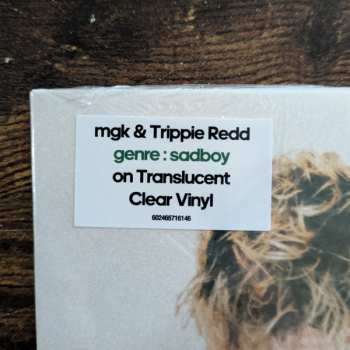 mgk & Trippie Redd
genre : sadboy
on Translucent
Clear Vinyl
602465716146